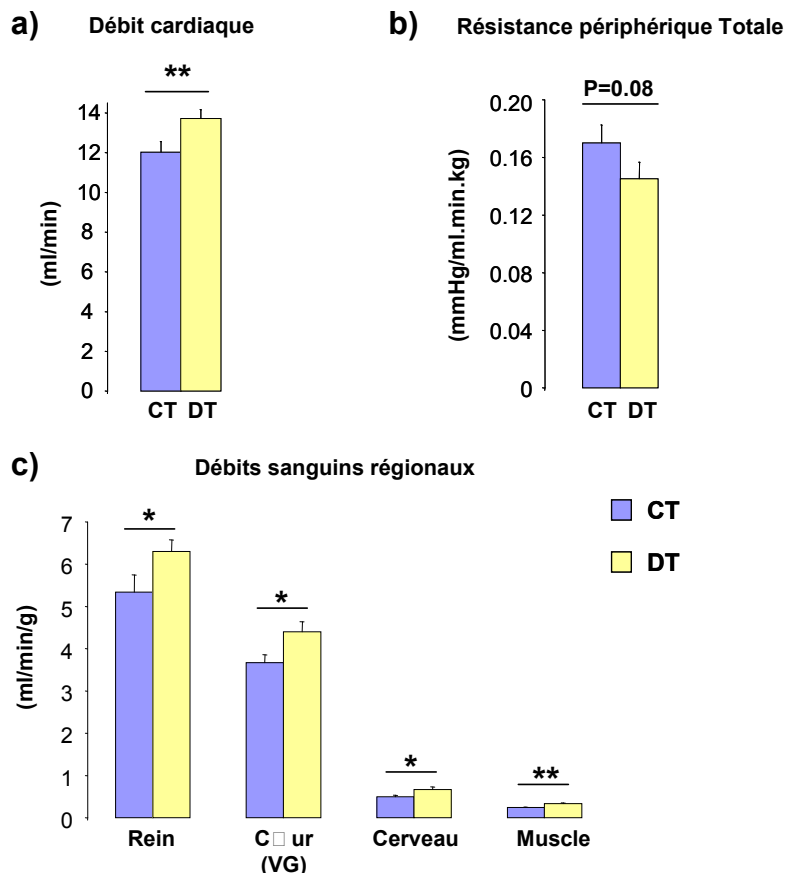 a) Débit cardiaque
**
14
12
10
8
6
4
2
0
(ml/min)
CT DT
b) Résistance périphérique Totale
P=0.08
0.20
0.16
0.12
0.08
0.04
0
(mmHg/ml.min.kg)
CT DT
c) Débits sanguins régionaux
CT
DT
7
6
5
4
3
2
1
0
(ml/min/g)
*
*
*
**
Rein C□ur Cerveau Muscle
(VG)